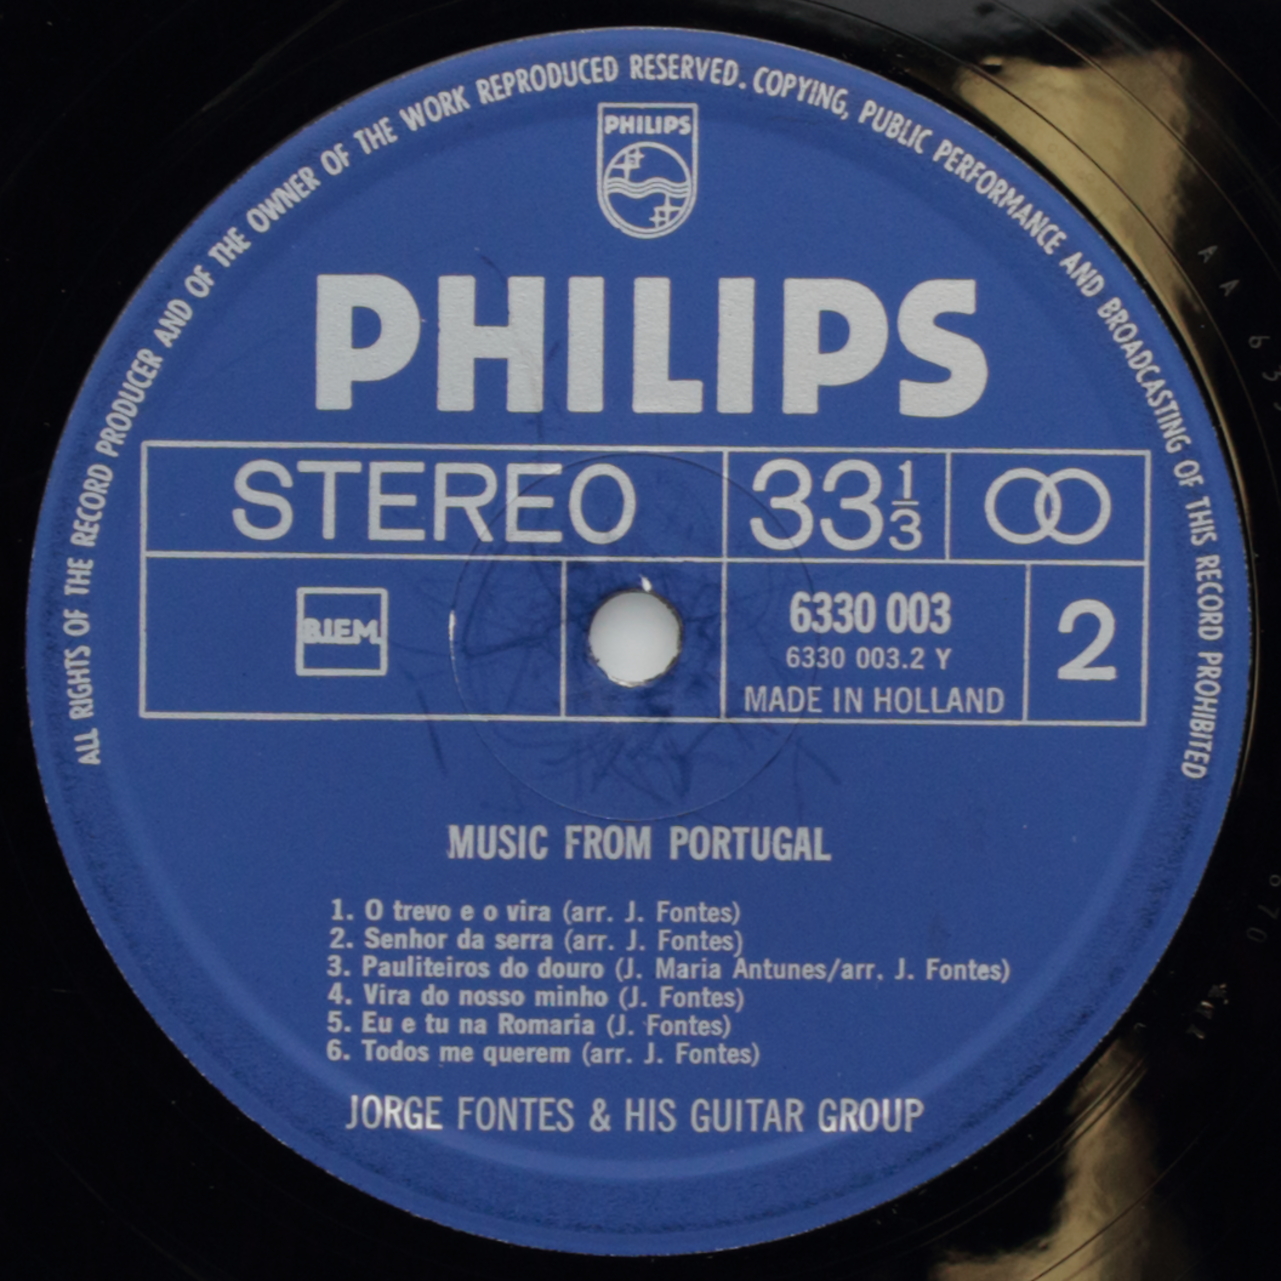 ALL RIGHTS OF THE RECORD PRODUCER AND OF THE OWNER OF THE WORK REPRODUCED RESERVED. COPYING, PUBLIC PERFORMANCE AND BROADCASTING OF THIS RECORD PROHIBITED
PHILIPS
PHILIPS
STEREO 33 1/3
BIEM
6330 003
2
6330 003.2 Y
MADE IN HOLLAND
MUSIC FROM PORTUGAL
1. O trevo e o vira (arr. J. Fontes)
2. Senhor da serra (arr. J. Fontes)
3. Pauliteiros do douro (J. Maria Antunes/arr. J. Fontes)
4. Vira do nosso minho (J. Fontes)
5. Eu e tu na Romaria (J. Fontes)
6. Todos me querem (arr. J. Fontes)
JORGE FONTES & HIS GUITAR GROUP